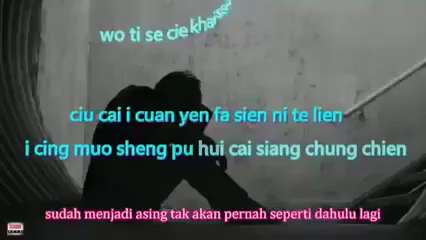 wo ti se cie khaisse
ciu cai i cuan yen fa sien ni te lien
i cing muo sheng pu hui cai siang chung chien
sudah menjadi asing tak akan pernah seperti dahulu lagi